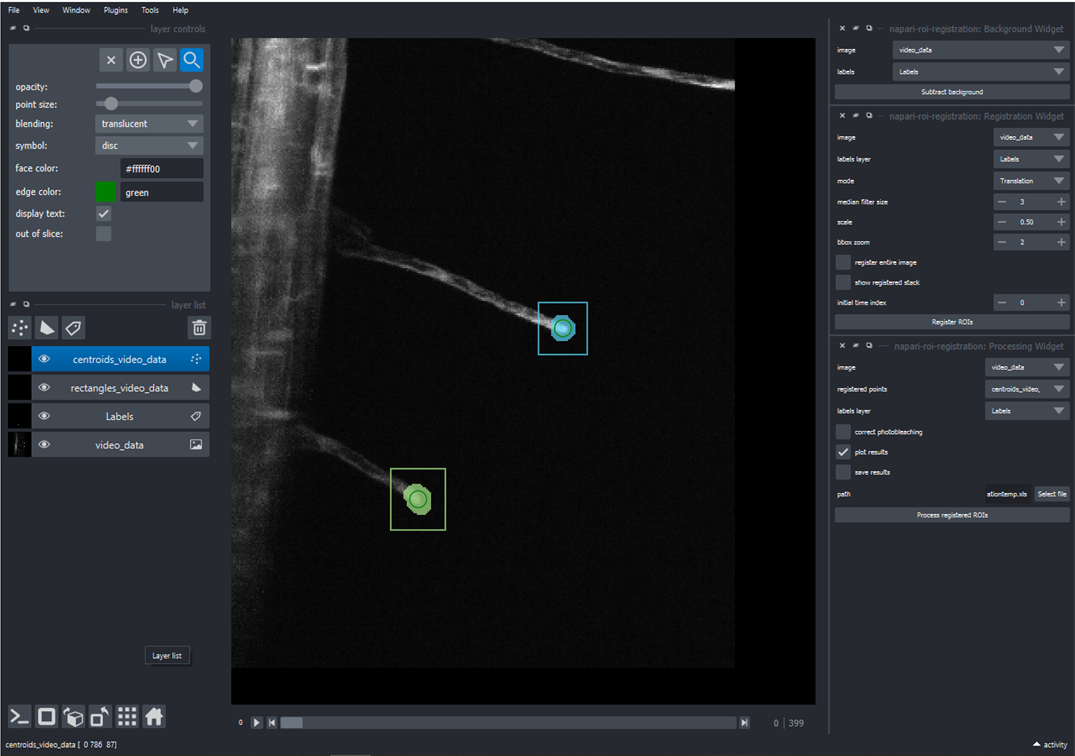 File View Window Plugins Tools Help
layer controls
opacity:
point size:
blending: translucent
symbol: disc
face color: #ffffff00
edge color: green
display text:
out of slice:
layer list
centroids_video_data
rectangles_video_data
Labels
video_data
Layer list
0 0 399
centroids_video_data [ 0 786 87]
napari-roi-registration: Background Widget
image video_data
labels Labels
Subtract background
napari-roi-registration: Registration Widget
image video_data
labels layer Labels
mode Translation
median filter size 3
scale 0.50
bbox zoom 2
register entire image
show registered stack
initial time index 0
Register ROIs
napari-roi-registration: Processing Widget
image video_data
registered points centroids_video_
labels layer Labels
correct photobleaching
plot results
save results
path ationtemp.xls Select file
Process registered ROIs
activity